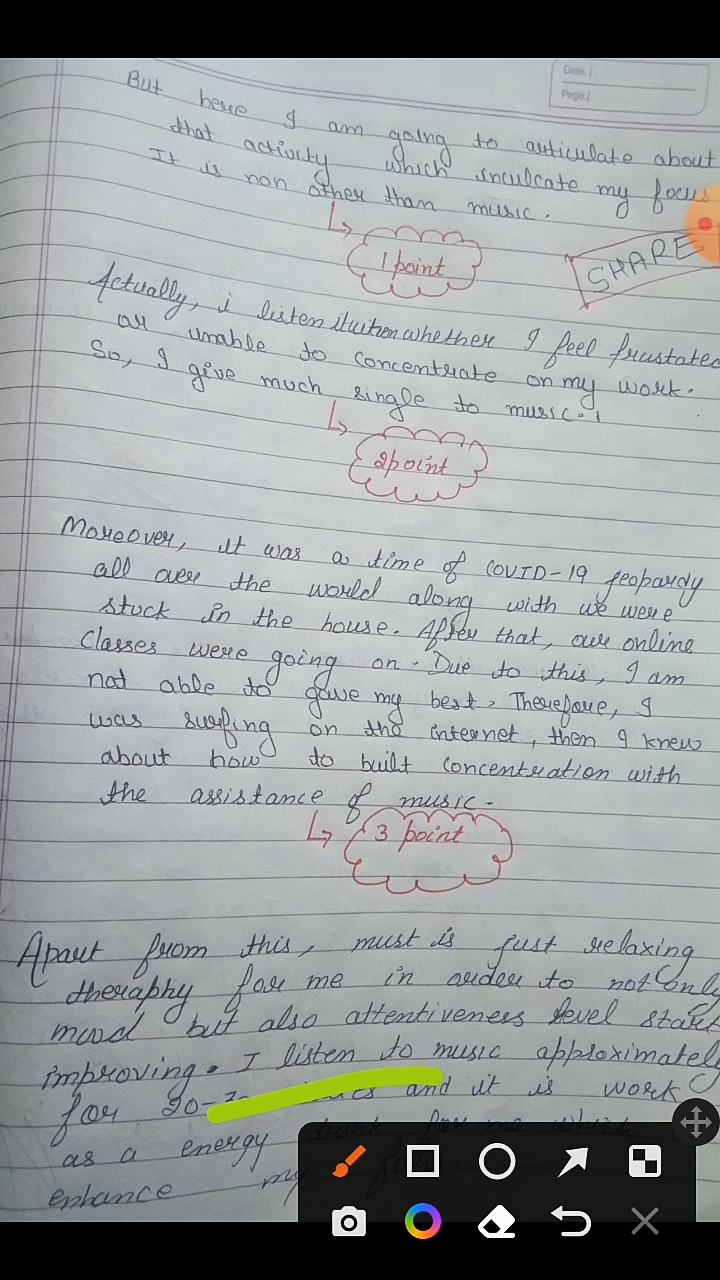 Date.|
Page.|
But here I am going to articulate about
that activity which inculcate my focus
It is non other than music.
1 point
SHARE
Actually, i listen it when whether I feel frustated
or unable to concentrate on my work.
So, I give much single to music.
2 point
Moreover, it was a time of COVID-19 jeopardy
all over the world along with we were
stuck in the house. After that, our online
classes were going on. Due to this, I am
not able to gave my best. Therefore, I
was surfing on the internet, then I knew
about how to built concentration with
the assistance of music.
3 point
Apart from this, must is just relaxing
theraphy for me in order to not only
mood but also attentiveness level start
improving. I listen to music approximately
for 20- and it is work
as a energy drink for me which
enhance my